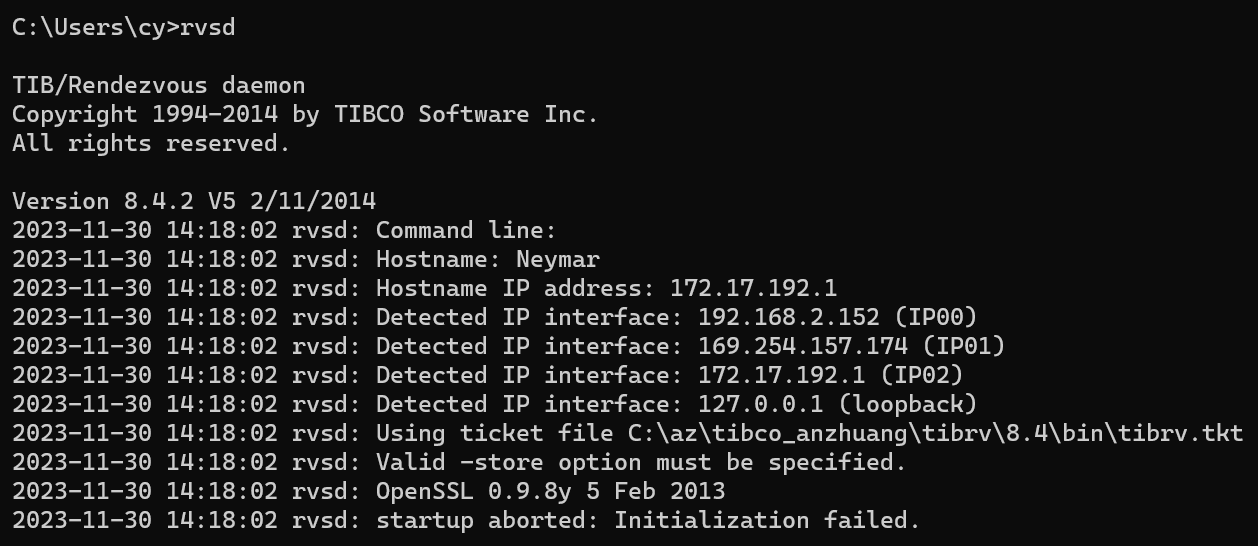 C:\Users\cy>rvsd
TIB/Rendezvous daemon
Copyright 1994-2014 by TIBCO Software Inc.
All rights reserved.
Version 8.4.2 V5 2/11/2014
2023-11-30 14:18:02 rvsd: Command line:
2023-11-30 14:18:02 rvsd: Hostname: Neymar
2023-11-30 14:18:02 rvsd: Hostname IP address: 172.17.192.1
2023-11-30 14:18:02 rvsd: Detected IP interface: 192.168.2.152 (IP00)
2023-11-30 14:18:02 rvsd: Detected IP interface: 169.254.157.174 (IP01)
2023-11-30 14:18:02 rvsd: Detected IP interface: 172.17.192.1 (IP02)
2023-11-30 14:18:02 rvsd: Detected IP interface: 127.0.0.1 (loopback)
2023-11-30 14:18:02 rvsd: Using ticket file C:\az\tibco_anzhuang\tibrv\8.4\bin\tibrv.tkt
2023-11-30 14:18:02 rvsd: Valid -store option must be specified.
2023-11-30 14:18:02 rvsd: OpenSSL 0.9.8y 5 Feb 2013
2023-11-30 14:18:02 rvsd: startup aborted: Initialization failed.